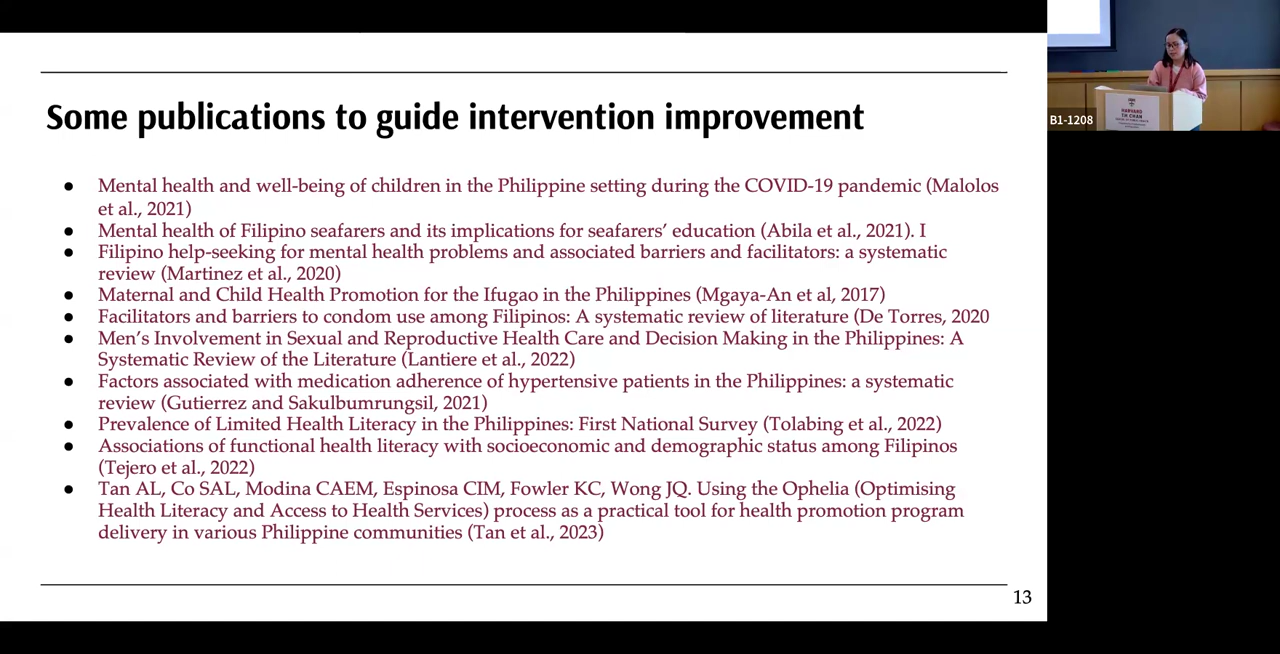 Some publications to guide intervention improvement
● Mental health and well-being of children in the Philippine setting during the COVID-19 pandemic (Malolos
et al., 2021)
● Mental health of Filipino seafarers and its implications for seafarers’ education (Abila et al., 2021). I
● Filipino help-seeking for mental health problems and associated barriers and facilitators: a systematic
review (Martinez et al., 2020)
● Maternal and Child Health Promotion for the Ifugao in the Philippines (Mgaya-An et al, 2017)
● Facilitators and barriers to condom use among Filipinos: A systematic review of literature (De Torres, 2020
● Men’s Involvement in Sexual and Reproductive Health Care and Decision Making in the Philippines: A
Systematic Review of the Literature (Lantiere et al., 2022)
● Factors associated with medication adherence of hypertensive patients in the Philippines: a systematic
review (Gutierrez and Sakulbumrungsil, 2021)
● Prevalence of Limited Health Literacy in the Philippines: First National Survey (Tolabing et al., 2022)
● Associations of functional health literacy with socioeconomic and demographic status among Filipinos
(Tejero et al., 2022)
● Tan AL, Co SAL, Modina CAEM, Espinosa CIM, Fowler KC, Wong JQ. Using the Ophelia (Optimising
Health Literacy and Access to Health Services) process as a practical tool for health promotion program
delivery in various Philippine communities (Tan et al., 2023)
13
B1-1208
HARVARD
TH CHAN